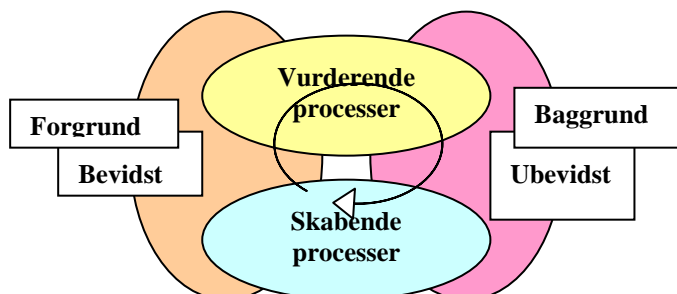 Vurderende
processer
Forgrund
Bevidst
Baggrund
Ubevidst
Skabende
processer